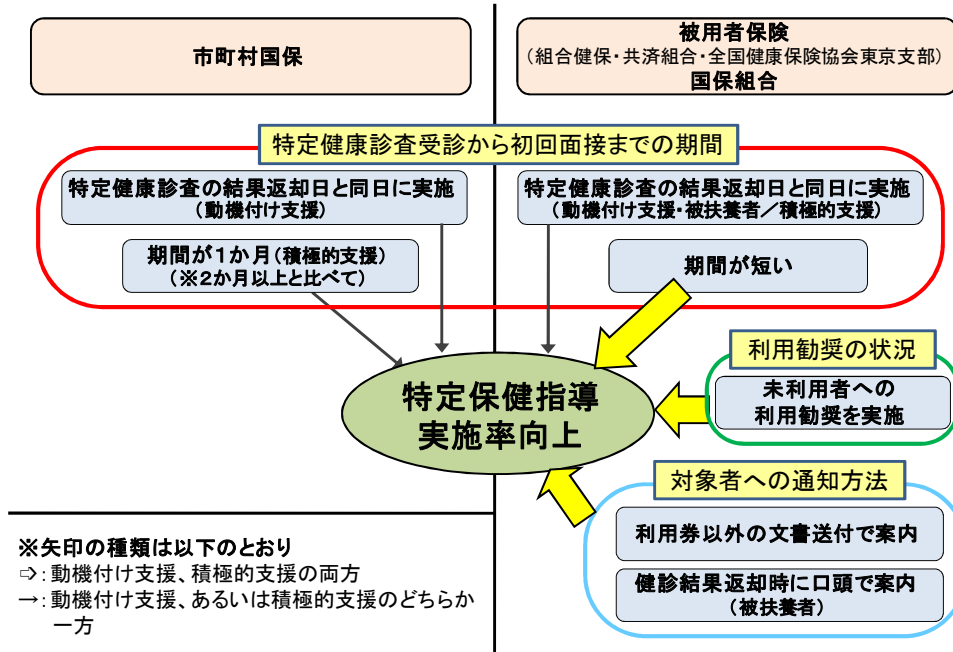 市町村国保
被用者保険
(組合健保・共済組合・全国健康保険協会東京支部)
国保組合
特定健康診査受診から初回面接までの期間
特定健康診査の結果返却日と同日に実施
(動機付け支援)
期間が1か月(積極的支援)
(※2か月以上と比べて)
特定健康診査の結果返却日と同日に実施
(動機付け支援・被扶養者/積極的支援)
期間が短い
特定保健指導
実施率向上
利用勧奨の状況
未利用者への
利用勧奨を実施
対象者への通知方法
利用券以外の文書送付で案内
健診結果返却時に口頭で案内
(被扶養者)
※矢印の種類は以下のとおり
⇨:動機付け支援、積極的支援の両方
→:動機付け支援、あるいは積極的支援のどちらか
一方